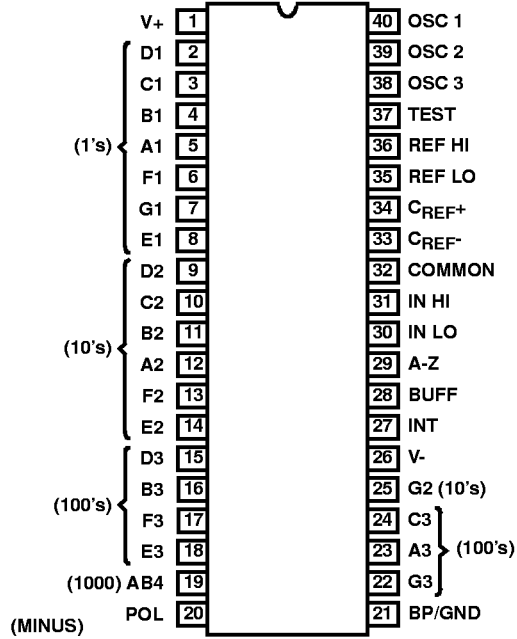 V+ 1 40 OSC 1
D1 2 39 OSC 2
C1 3 38 OSC 3
B1 4 37 TEST
(1's) A1 5 36 REF HI
F1 6 35 REF LO
G1 7 34 CREF+
E1 8 33 CREF-
D2 9 32 COMMON
C2 10 31 IN HI
B2 11 30 IN LO
(10's) A2 12 29 A-Z
F2 13 28 BUFF
E2 14 27 INT
D3 15 26 V-
B3 16 25 G2 (10's)
(100's) F3 17 24 C3
E3 18 23 A3 (100's)
(1000) AB4 19 22 G3
POL 20 21 BP/GND
(MINUS)